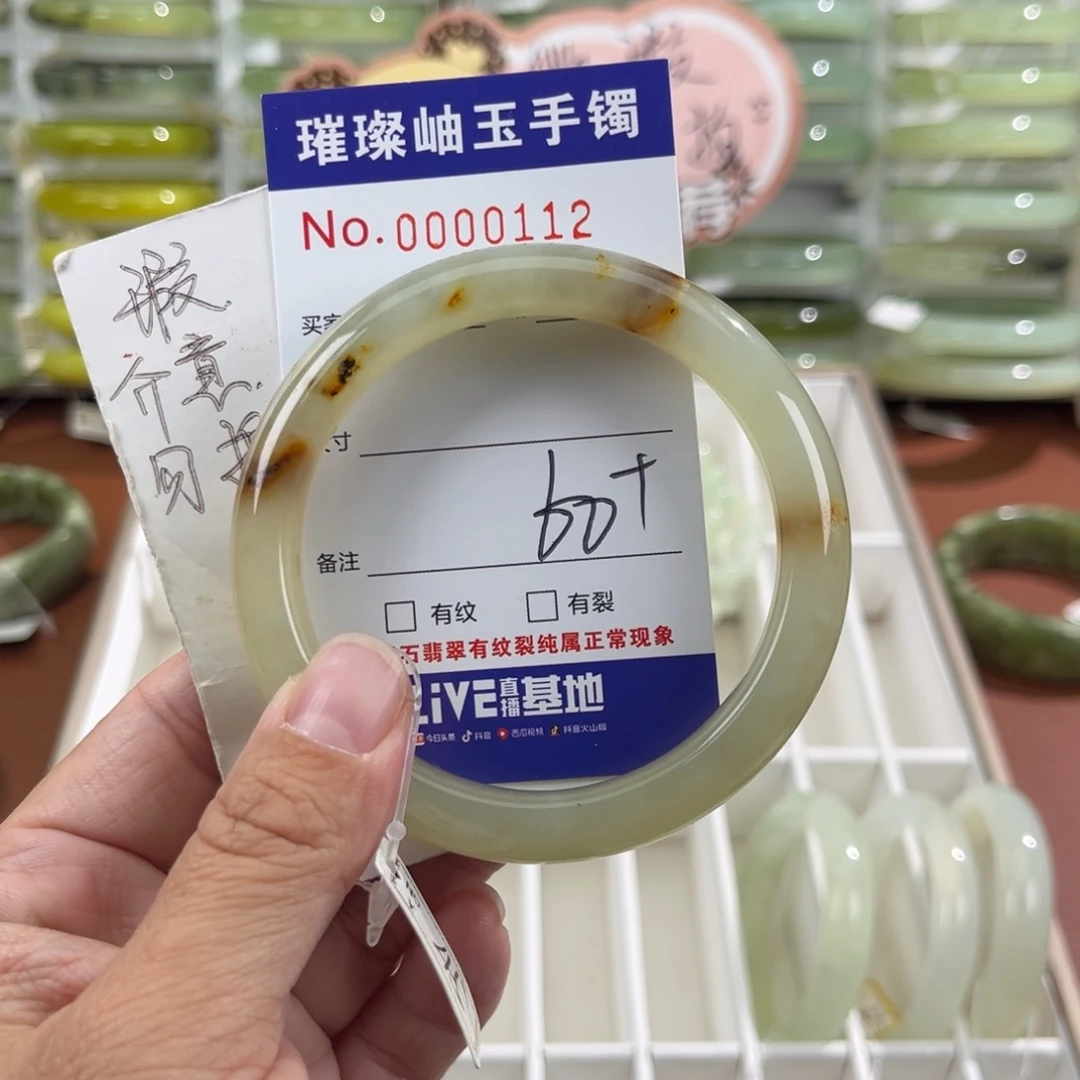 璀璨岫玉手镯
No.0000112
买家
寸
60+
备注
有纹
有裂
石翡翠有纹裂纯属正常现象
LiVE直播基地
今日头条 抖音 西瓜视频 抖音火山版
瑕
介意
勿拍